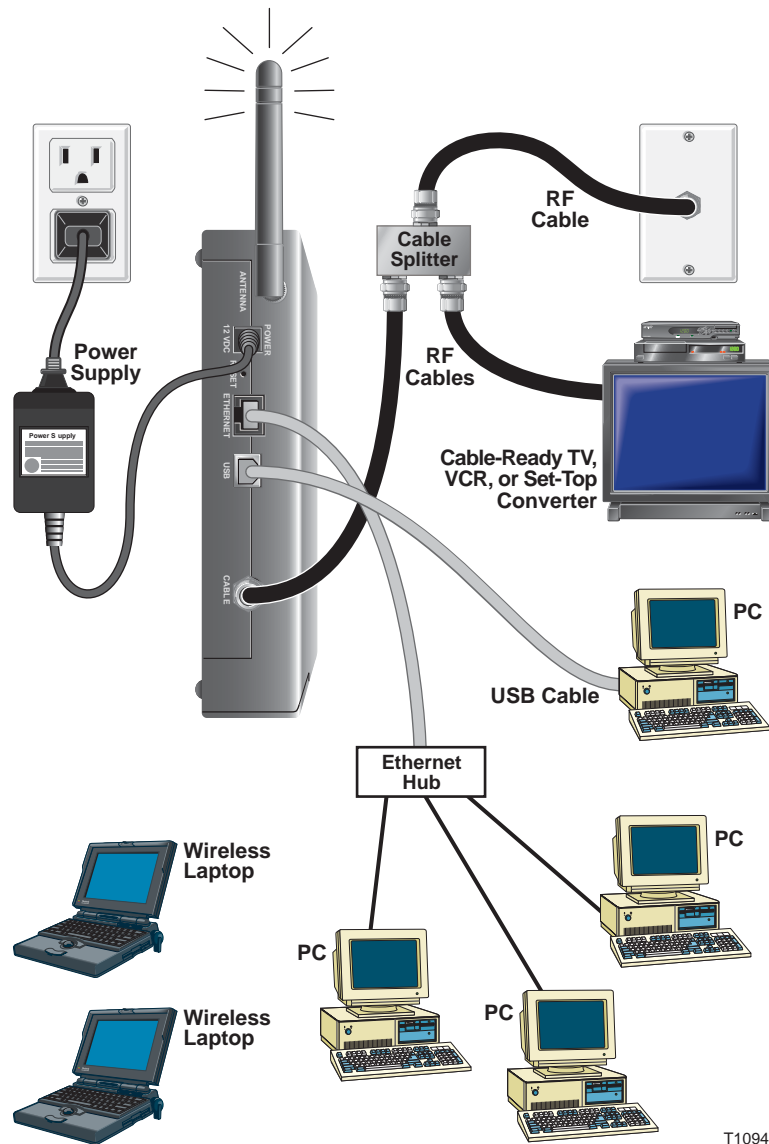 RF
Cable
Cable
Splitter
ANTENNA
POWER
12 VDC
Power
Supply
RF
Cables
ETHERNET
Power S upply
Cable-Ready TV,
VCR, or Set-Top
Converter
USB
CABLE
PC
USB Cable
Ethernet
Hub
Wireless
Laptop
PC
PC
PC
Wireless
Laptop
T1094